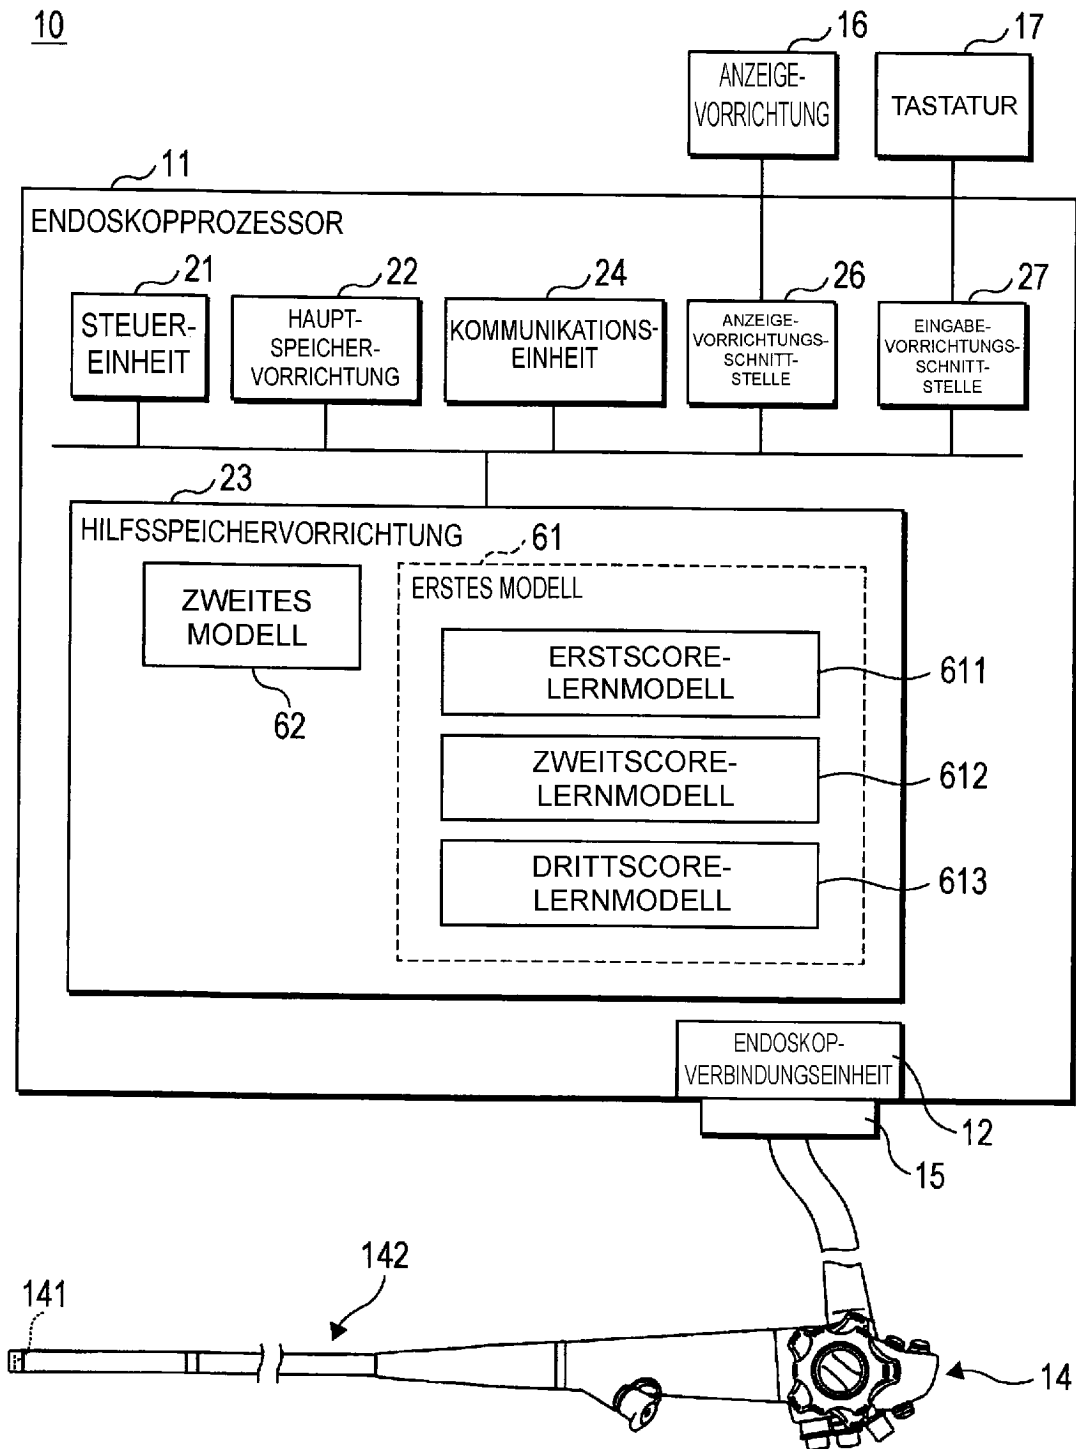 10
16
17
ANZEIGE-
VORRICHTUNG
TASTATUR
11
ENDOSKOPPROZESSOR
21
22
24
26
27
STEUER-
EINHEIT
HAUPT-
SPEICHER-
VORRICHTUNG
KOMMUNIKATIONS-
EINHEIT
ANZEIGE-
VORRICHTUNGS-
SCHNITT-
STELLE
EINGABE-
VORRICHTUNGS-
SCHNITT-
STELLE
23
HILFSSPEICHERVORRICHTUNG
61
ZWEITES
MODELL
62
ERSTES MODELL
ERSTSCORE-
LERNMODELL
611
ZWEITSCORE-
LERNMODELL
612
DRITTSCORE-
LERNMODELL
613
ENDOSKOP-
VERBINDUNGSEINHEIT
12
15
142
141
14